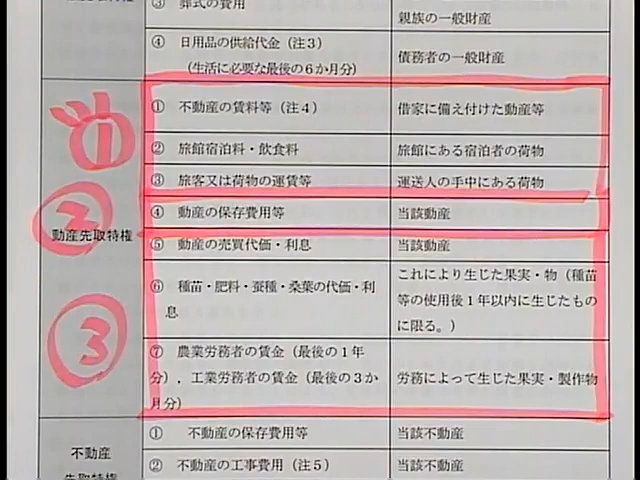 ③ 葬式の費用
親族の一般財産
④ 日用品の供給代金（注３）
（生活に必要な最後の６か月分）
債務者の一般財産
動産先取特権
① 不動産の賃料等（注４）
借家に備え付けた動産等
② 旅館宿泊料・飲食料
旅館にある宿泊者の荷物
③ 旅客又は荷物の運賃等
運送人の手中にある荷物
④ 動産の保存費用等
当該動産
⑤ 動産の売買代価・利息
当該動産
⑥ 種苗・肥料・蚕種・桑葉の代価・利
息
これにより生じた果実・物（種苗
等の使用後１年以内に生じたもの
に限る。）
⑦ 農業労務者の賃金（最後の１年
分），工業労務者の賃金（最後の３か
月分）
労務によって生じた果実・製作物
①
②
③
不動産
先取特権
① 不動産の保存費用等
当該不動産
② 不動産の工事費用（注５）
当該不動産